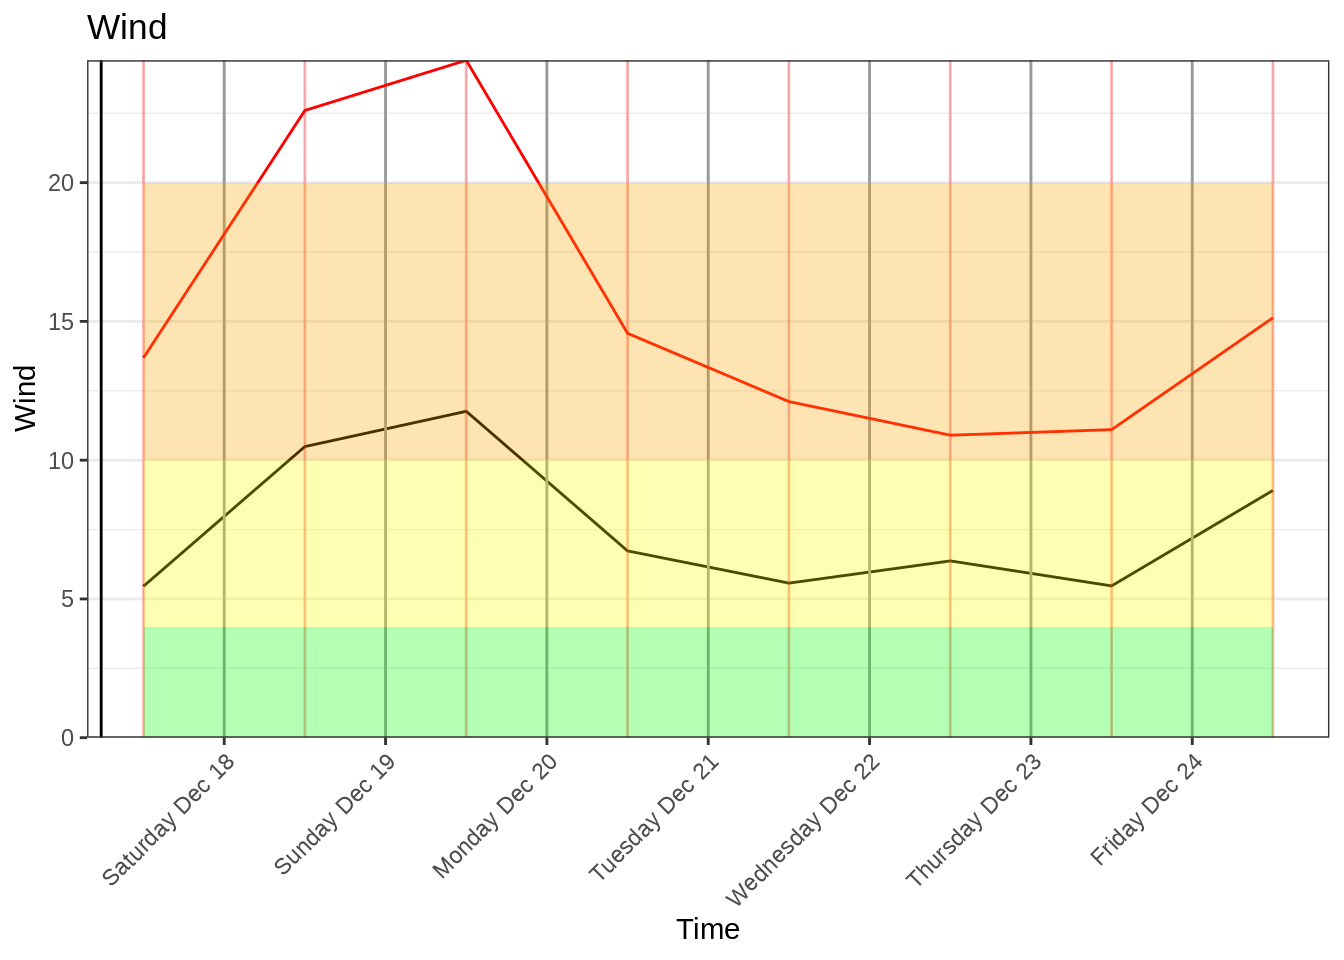 Wind
Wind
20
15
10
5
0
Saturday Dec 18
Sunday Dec 19
Monday Dec 20
Tuesday Dec 21
Wednesday Dec 22
Thursday Dec 23
Friday Dec 24
Time